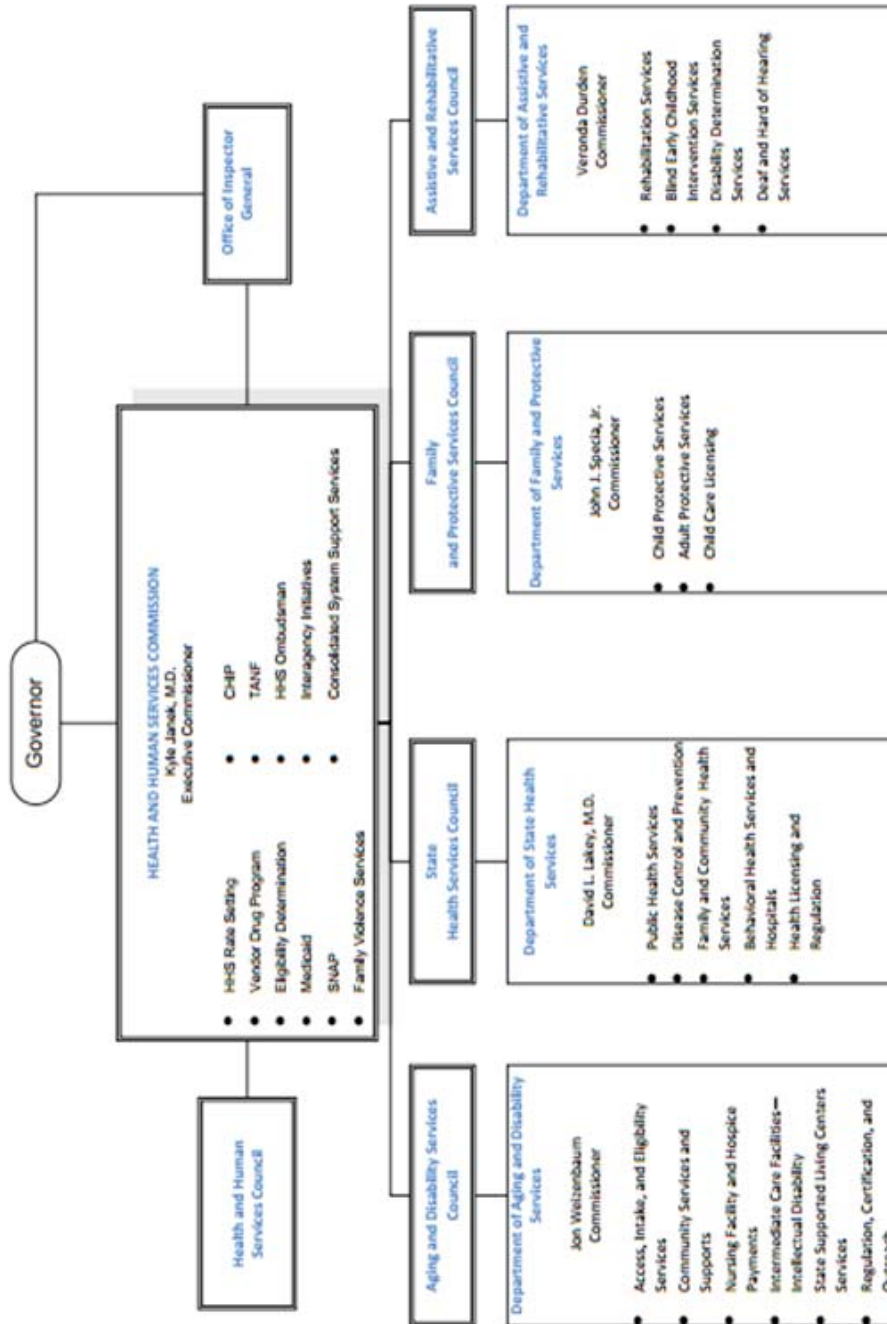 Governor
Office of Inspector
General
HEALTH AND HUMAN SERVICES COMMISSION
Kyle Janek, M.D.
Executive Commissioner
● HHS Rate Setting
● Vendor Drug Program
● Eligibility Determination
● Medicaid
● SNAP
● Family Violence Services
● CHIP
● TANF
● HHS Ombudsman
● Interagency Initiatives
● Consolidated System Support Services
Health and Human
Services Council
Aging and Disability Services
Council
State
Health Services Council
Family
and Protective Services Council
Assistive and Rehabilitative
Services Council
Department of Aging and Disability
Services
Jon Weizenbaum
Commissioner
● Access, Intake, and Eligibility
Services
● Community Services and
Supports
● Nursing Facility and Hospice
Payments
● Intermediate Care Facilities—
Intellectual Disability
● State Supported Living Centers
Services
● Regulation, Certification, and
Department of State Health
Services
David L. Lakey, M.D.
Commissioner
● Public Health Services
● Disease Control and Prevention
● Family and Community Health
Services
● Behavioral Health Services and
Hospitals
● Health Licensing and
Regulation
Department of Family and Protective
Services
John J. Specia, Jr.
Commissioner
● Child Protective Services
● Adult Protective Services
● Child Care Licensing
Department of Assistive and
Rehabilitative Services
Veronda Durden
Commissioner
● Rehabilitation Services
● Blind Early Childhood
Intervention Services
● Disability Determination
Services
● Deaf and Hard of Hearing
Services